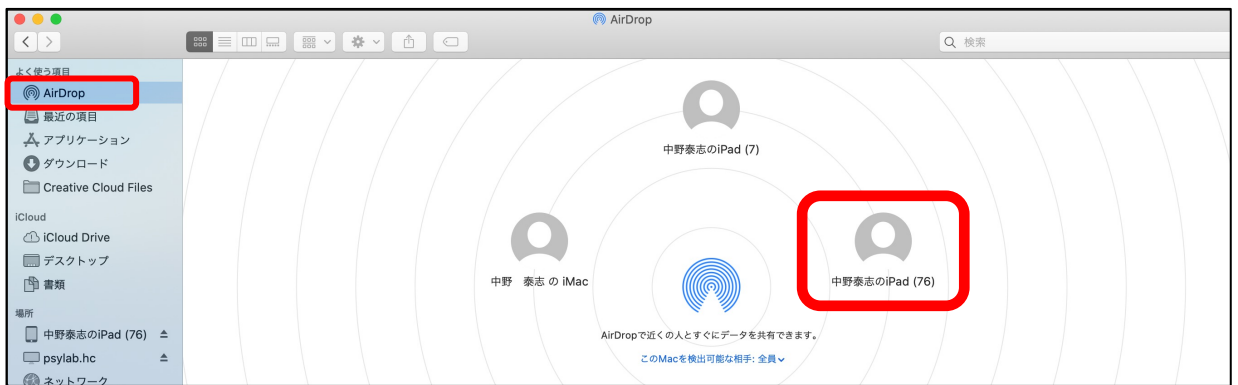 AirDrop
検索
よく使う項目
AirDrop
最近の項目
アプリケーション
ダウンロード
Creative Cloud Files
iCloud
iCloud Drive
デスクトップ
書類
場所
中野泰志のiPad (76)
psylab.hc
ネットワーク
中野泰志のiPad (7)
中野　泰志 の iMac
中野泰志のiPad (76)
AirDropで近くの人とすぐにデータを共有できます。
このMacを検出可能な相手: 全員